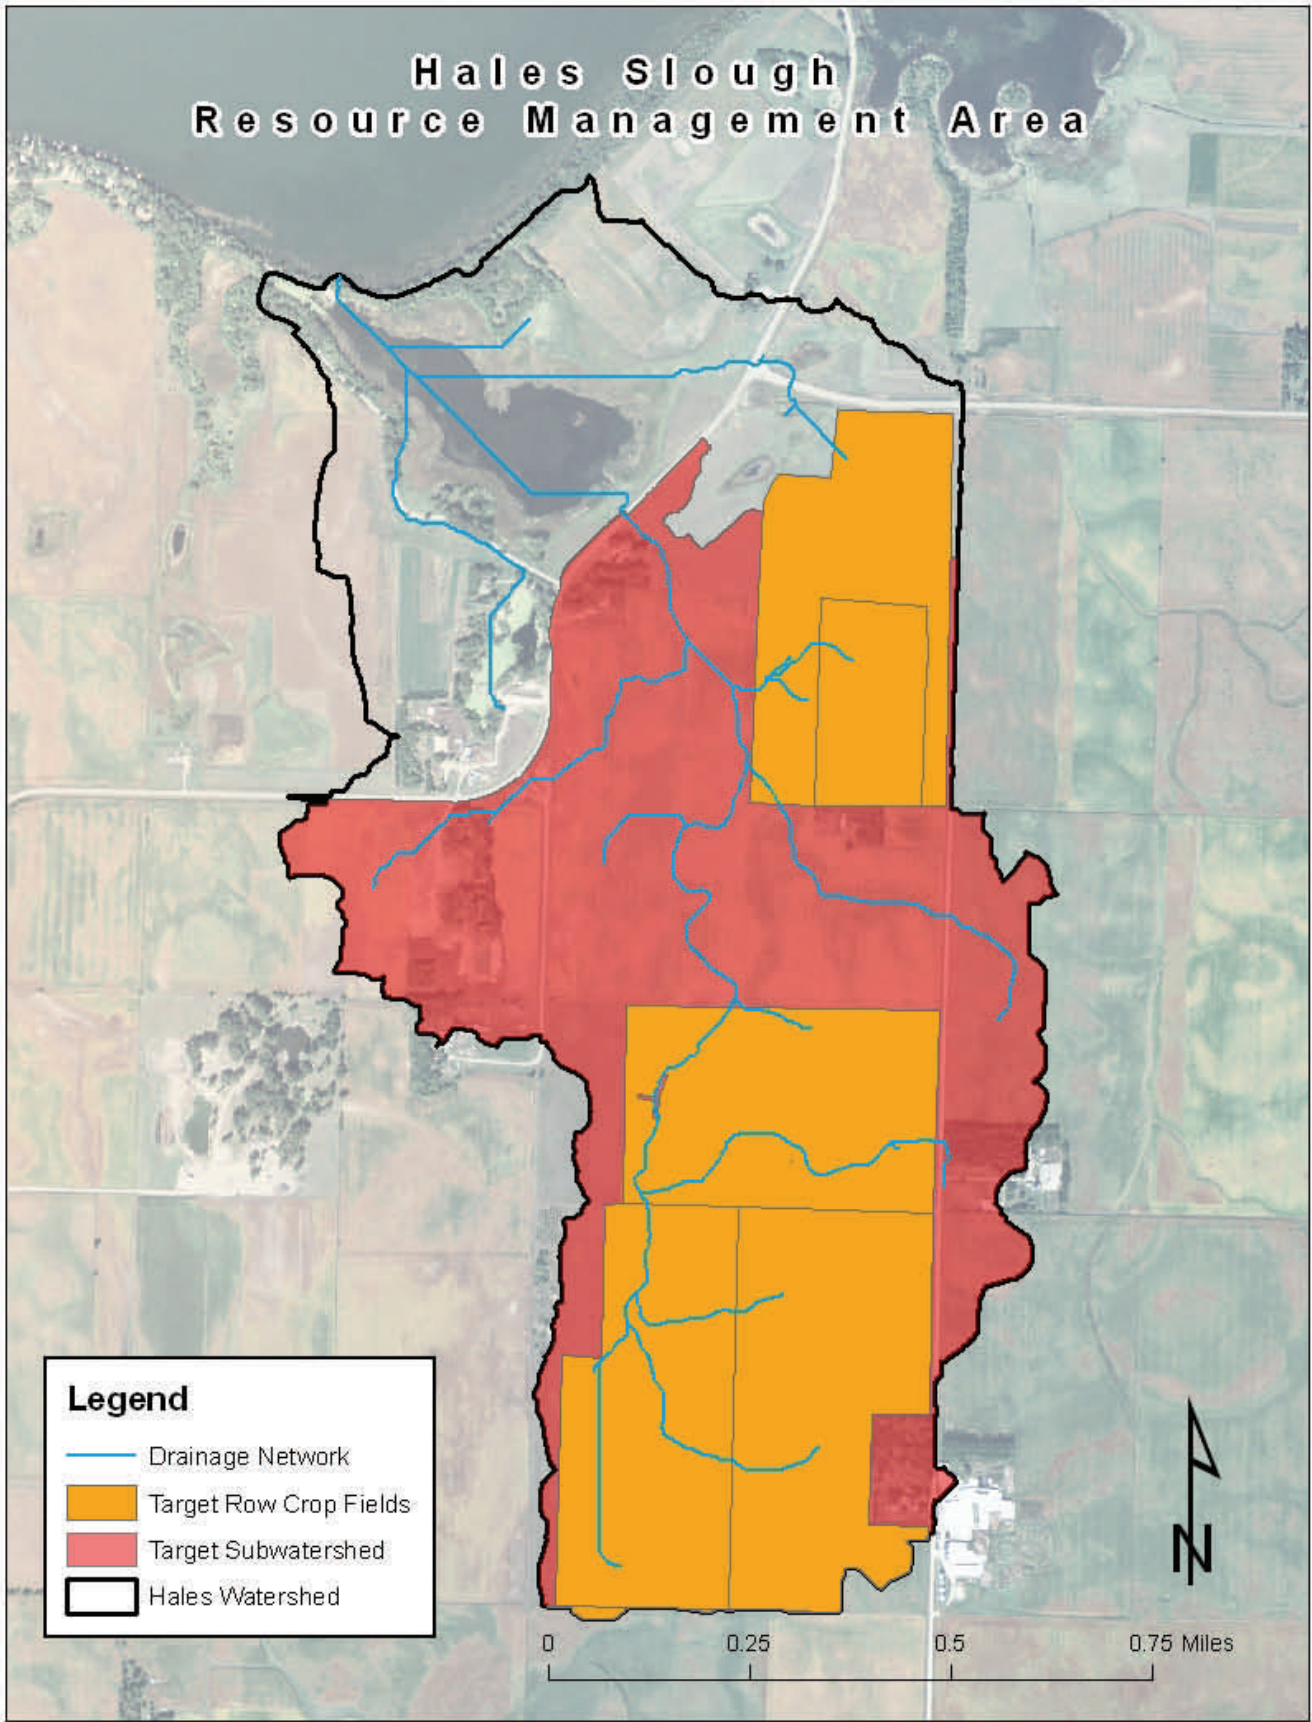 Hales Slough
Resource Management Area
Legend
Drainage Network
Target Row Crop Fields
Target Subwatershed
Hales Watershed
N
0 0.25 0.5 0.75 Miles